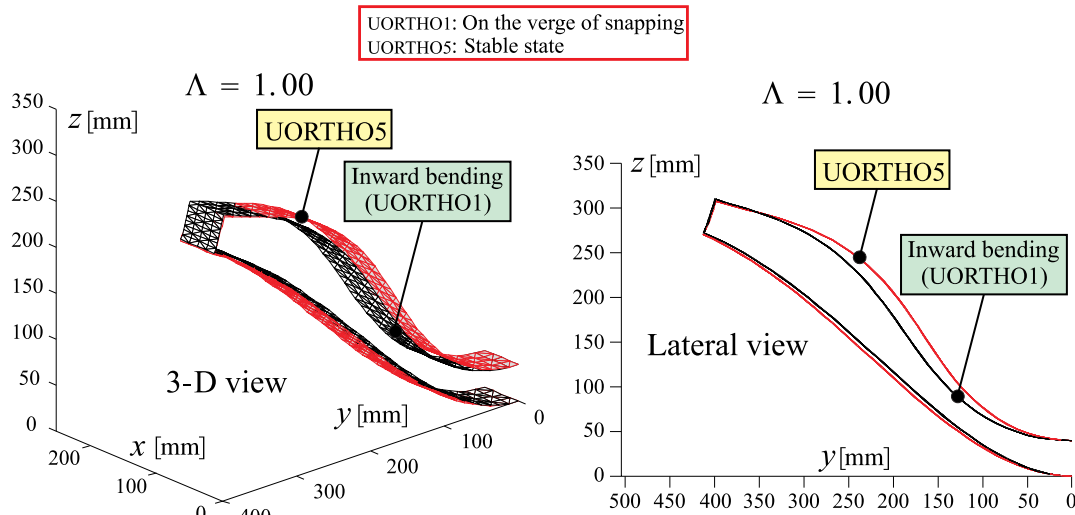 UORTHO1: On the verge of snapping
UORTHO5: Stable state
Λ = 1.00
z [mm]
350
300
250
200
150
100
50
0
UORTHO5
Inward bending
(UORTHO1)
3-D view
x [mm]
200
100
0
y [mm]
0
100
200
300
400
Λ = 1.00
z [mm]
350
300
250
200
150
100
50
0
UORTHO5
Inward bending
(UORTHO1)
Lateral view
y [mm]
500 450 400 350 300 250 200 150 100 50 0